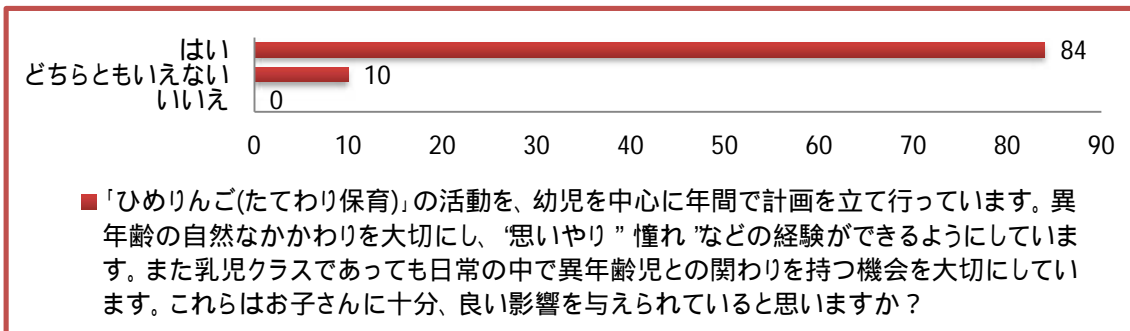 はい 84
どちらともいえない 10
いいえ 0
0 10 20 30 40 50 60 70 80 90
「ひめりんご(たてわり保育)」の活動を、幼児を中心に年間で計画を立て行っています。異
年齢の自然なかかわりを大切にし、“思いやり”憧れ”などの経験ができるようにしていま
す。また乳児クラスであっても日常の中で異年齢児との関わりを持つ機会を大切にしてい
ます。これらはお子さんに十分、良い影響を与えられていると思いますか？